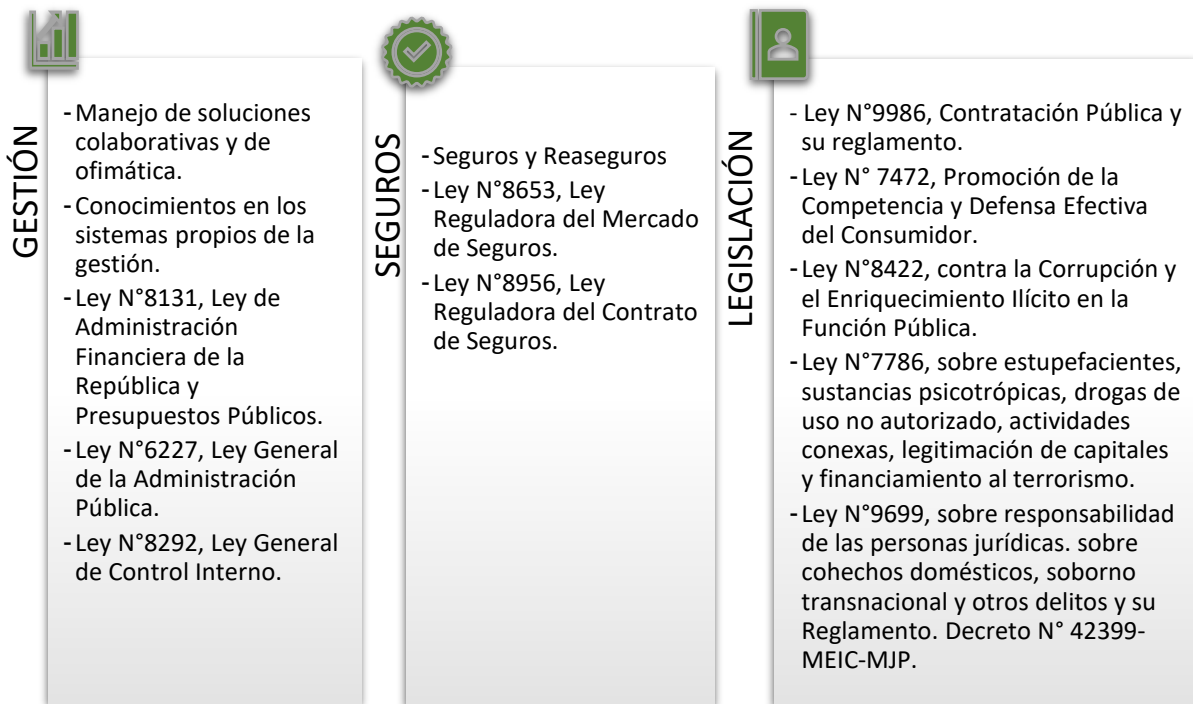 GESTIÓN
-Manejo de soluciones
colaborativas y de
ofimática.
-Conocimientos en los
sistemas propios de la
gestión.
-Ley N°8131, Ley de
Administración
Financiera de la
República y
Presupuestos Públicos.
-Ley N°6227, Ley General
de la Administración
Pública.
-Ley N°8292, Ley General
de Control Interno.
SEGUROS
-Seguros y Reaseguros
-Ley N°8653, Ley
Reguladora del Mercado
de Seguros.
-Ley N°8956, Ley
Reguladora del Contrato
de Seguros.
LEGISLACIÓN
- Ley N°9986, Contratación Pública y
su reglamento.
-Ley N° 7472, Promoción de la
Competencia y Defensa Efectiva
del Consumidor.
-Ley N°8422, contra la Corrupción y
el Enriquecimiento Ilícito en la
Función Pública.
-Ley N°7786, sobre estupefacientes,
sustancias psicotrópicas, drogas de
uso no autorizado, actividades
conexas, legitimación de capitales
y financiamiento al terrorismo.
-Ley N°9699, sobre responsabilidad
de las personas jurídicas. sobre
cohechos domésticos, soborno
transnacional y otros delitos y su
Reglamento. Decreto N° 42399-
MEIC-MJP.